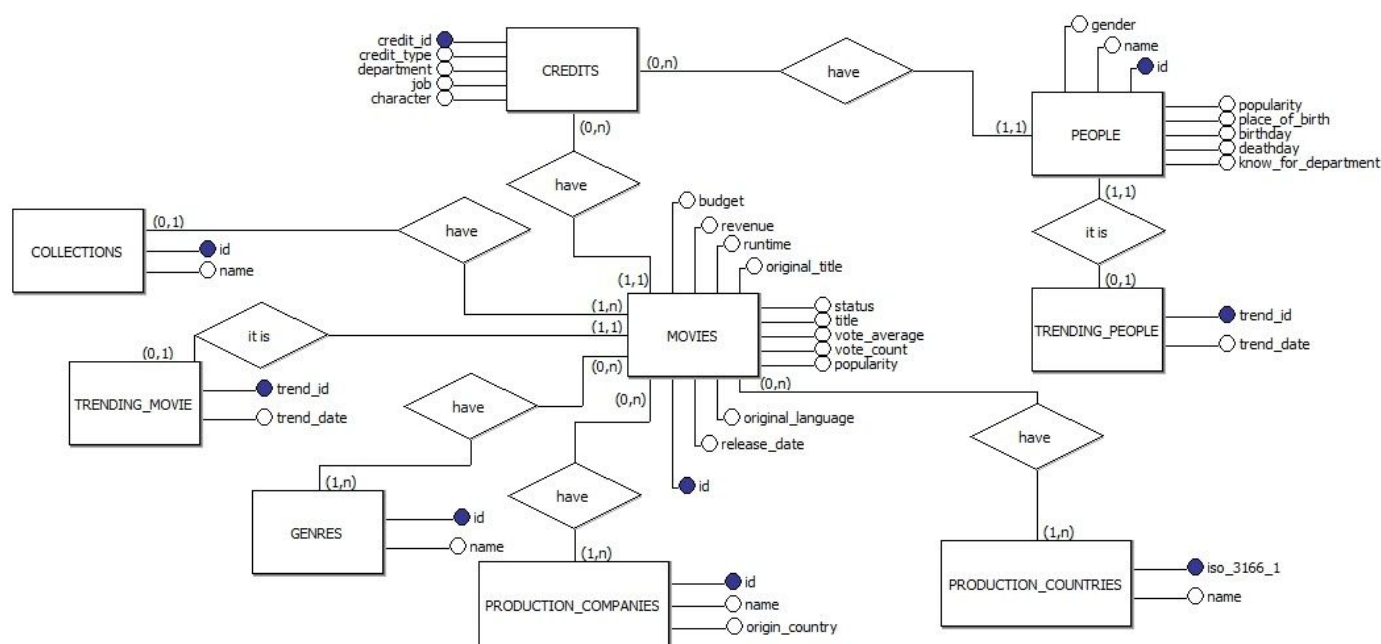 credit_id
credit_type
department
job
character
CREDITS
(0,n)
have
(1,1)
gender
name
id
PEOPLE
popularity
place_of_birth
birthday
deathday
know_for_department
(0,n)
have
(1,1)
(1,1)
it is
(0,1)
TRENDING_PEOPLE
trend_id
trend_date
COLLECTIONS
(0,1)
id
name
have
(1,n)
budget
revenue
runtime
original_title
MOVIES
status
title
vote_average
vote_count
popularity
original_language
release_date
id
it is
(1,1)
(0,1)
TRENDING_MOVIE
trend_id
trend_date
(0,n)
have
(1,n)
GENRES
id
name
(0,n)
have
(1,n)
PRODUCTION_COMPANIES
id
name
origin_country
(0,n)
have
(1,n)
PRODUCTION_COUNTRIES
iso_3166_1
name